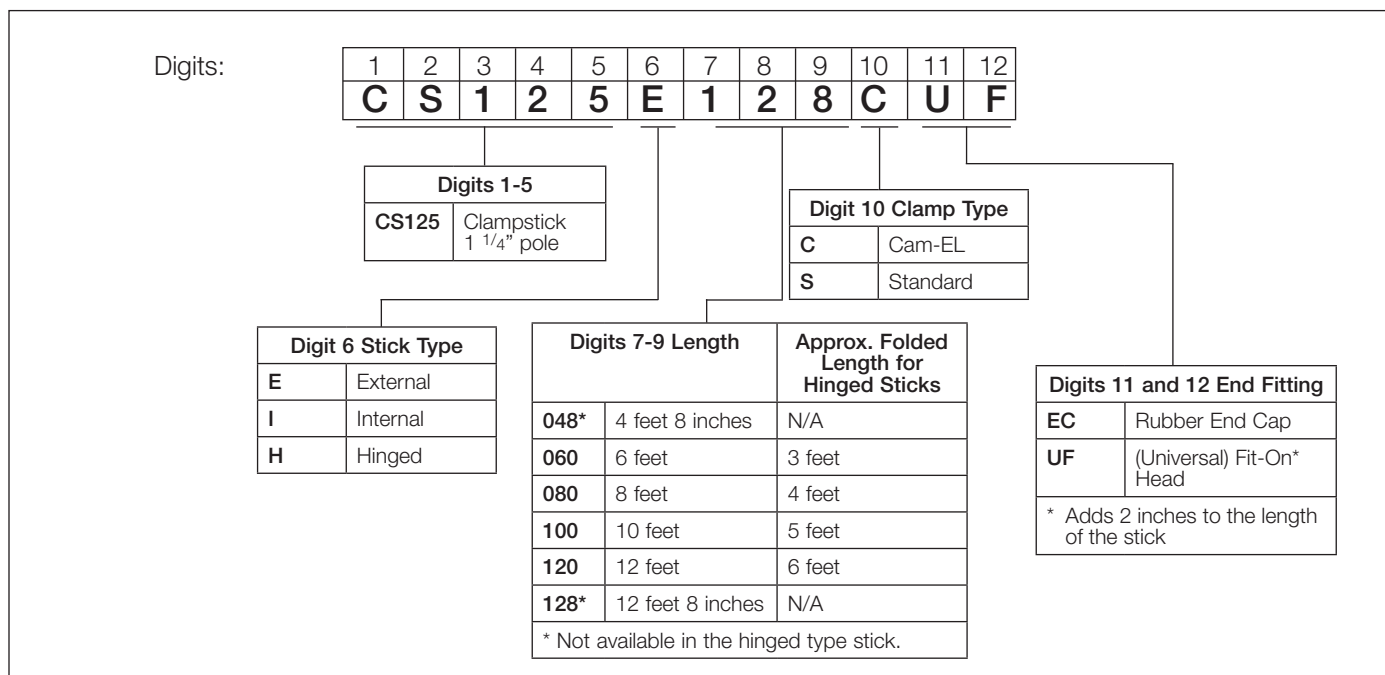 Digits:
1 2 3 4 5 6 7 8 9 10 11 12
C S 1 2 5 E 1 2 8 C U F
Digits 1-5
CS125 Clampstick
1 1/4” pole
Digit 10 Clamp Type
C Cam-EL
S Standard
Digit 6 Stick Type
E External
I Internal
H Hinged
Digits 7-9 Length Approx. Folded
Length for
Hinged Sticks
048* 4 feet 8 inches N/A
060 6 feet 3 feet
080 8 feet 4 feet
100 10 feet 5 feet
120 12 feet 6 feet
128* 12 feet 8 inches N/A
* Not available in the hinged type stick.
Digits 11 and 12 End Fitting
EC Rubber End Cap
UF (Universal) Fit-On*
Head
* Adds 2 inches to the length
of the stick